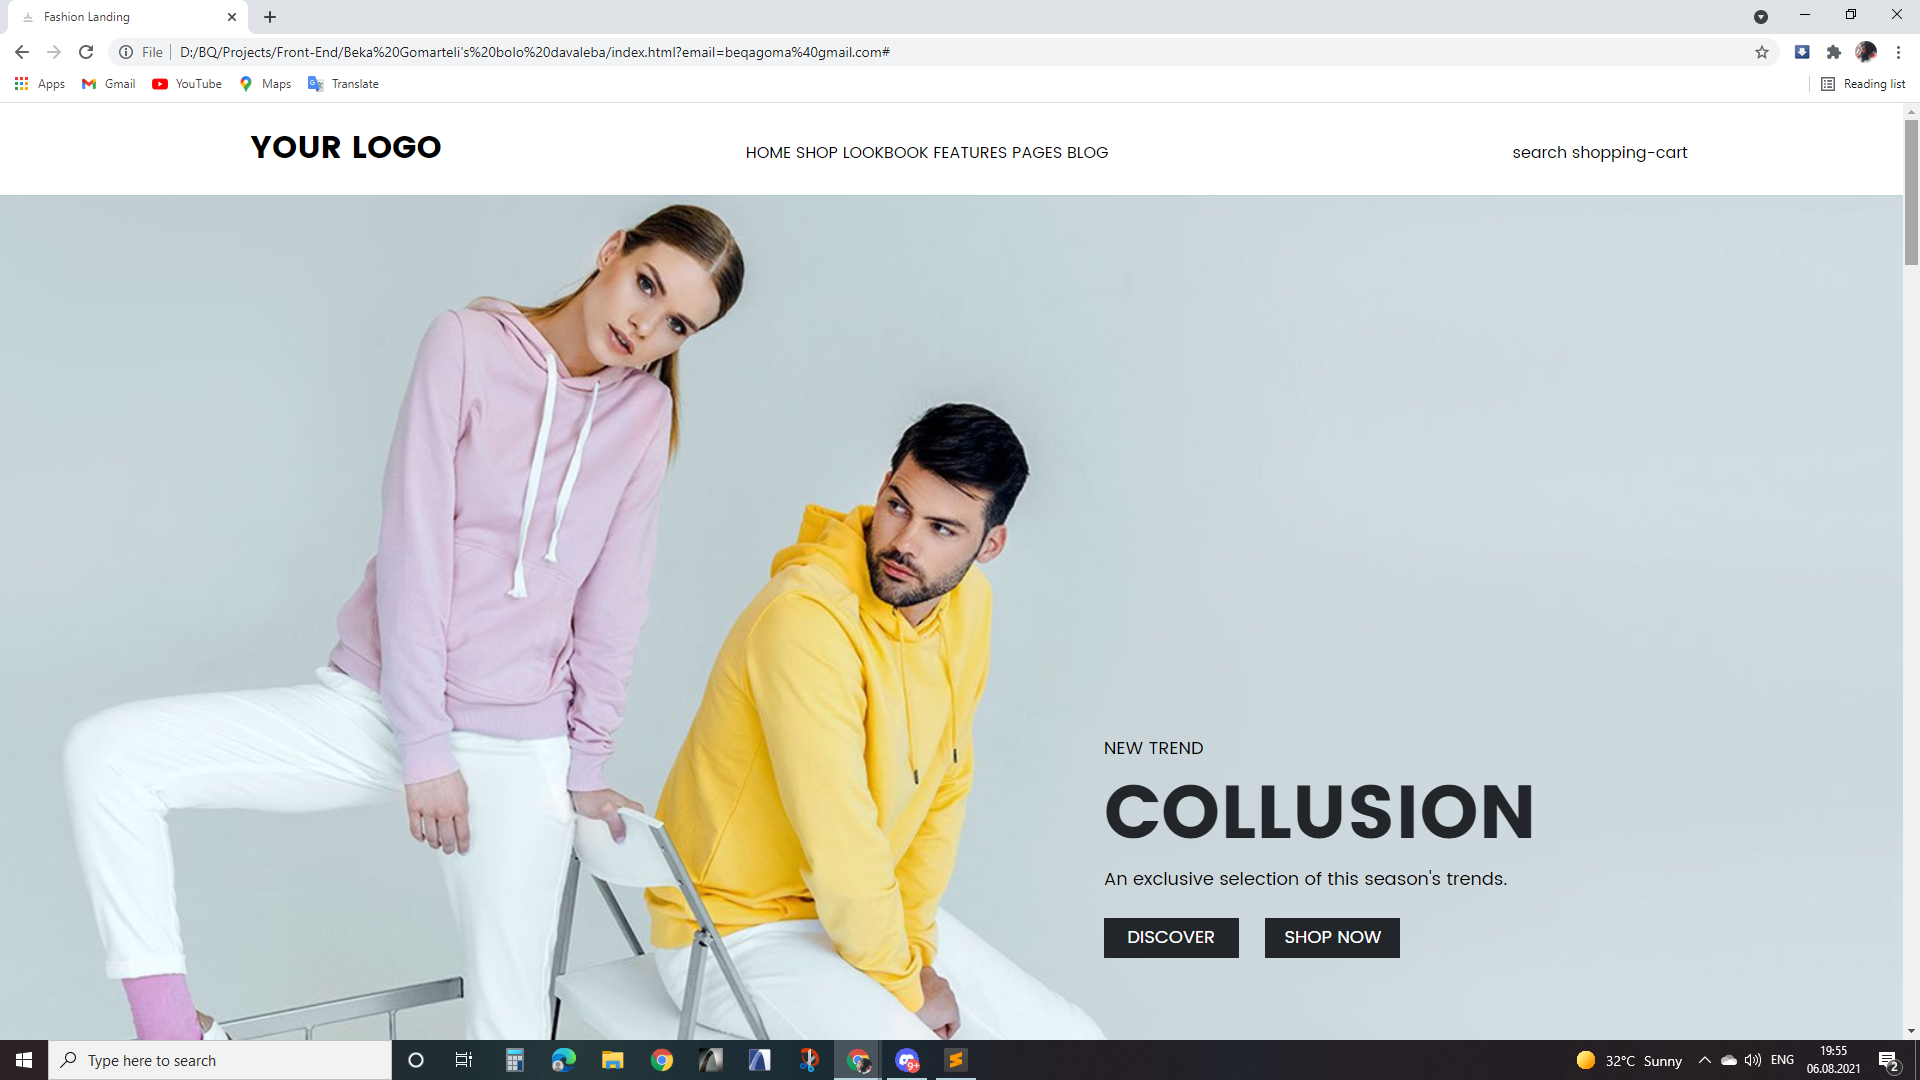 Fashion Landing
File D:/BQ/Projects/Front-End/Beka%20Gomarteli's%20bolo%20davaleba/index.html?email=beqagoma%40gmail.com#
Apps Gmail YouTube Maps Translate Reading list
YOUR LOGO HOME SHOP LOOKBOOK FEATURES PAGES BLOG search shopping-cart
NEW TREND
COLLUSION
An exclusive selection of this season's trends.
DISCOVER SHOP NOW
Type here to search 9+ 32°C Sunny ENG 19:55
06.08.2021 2